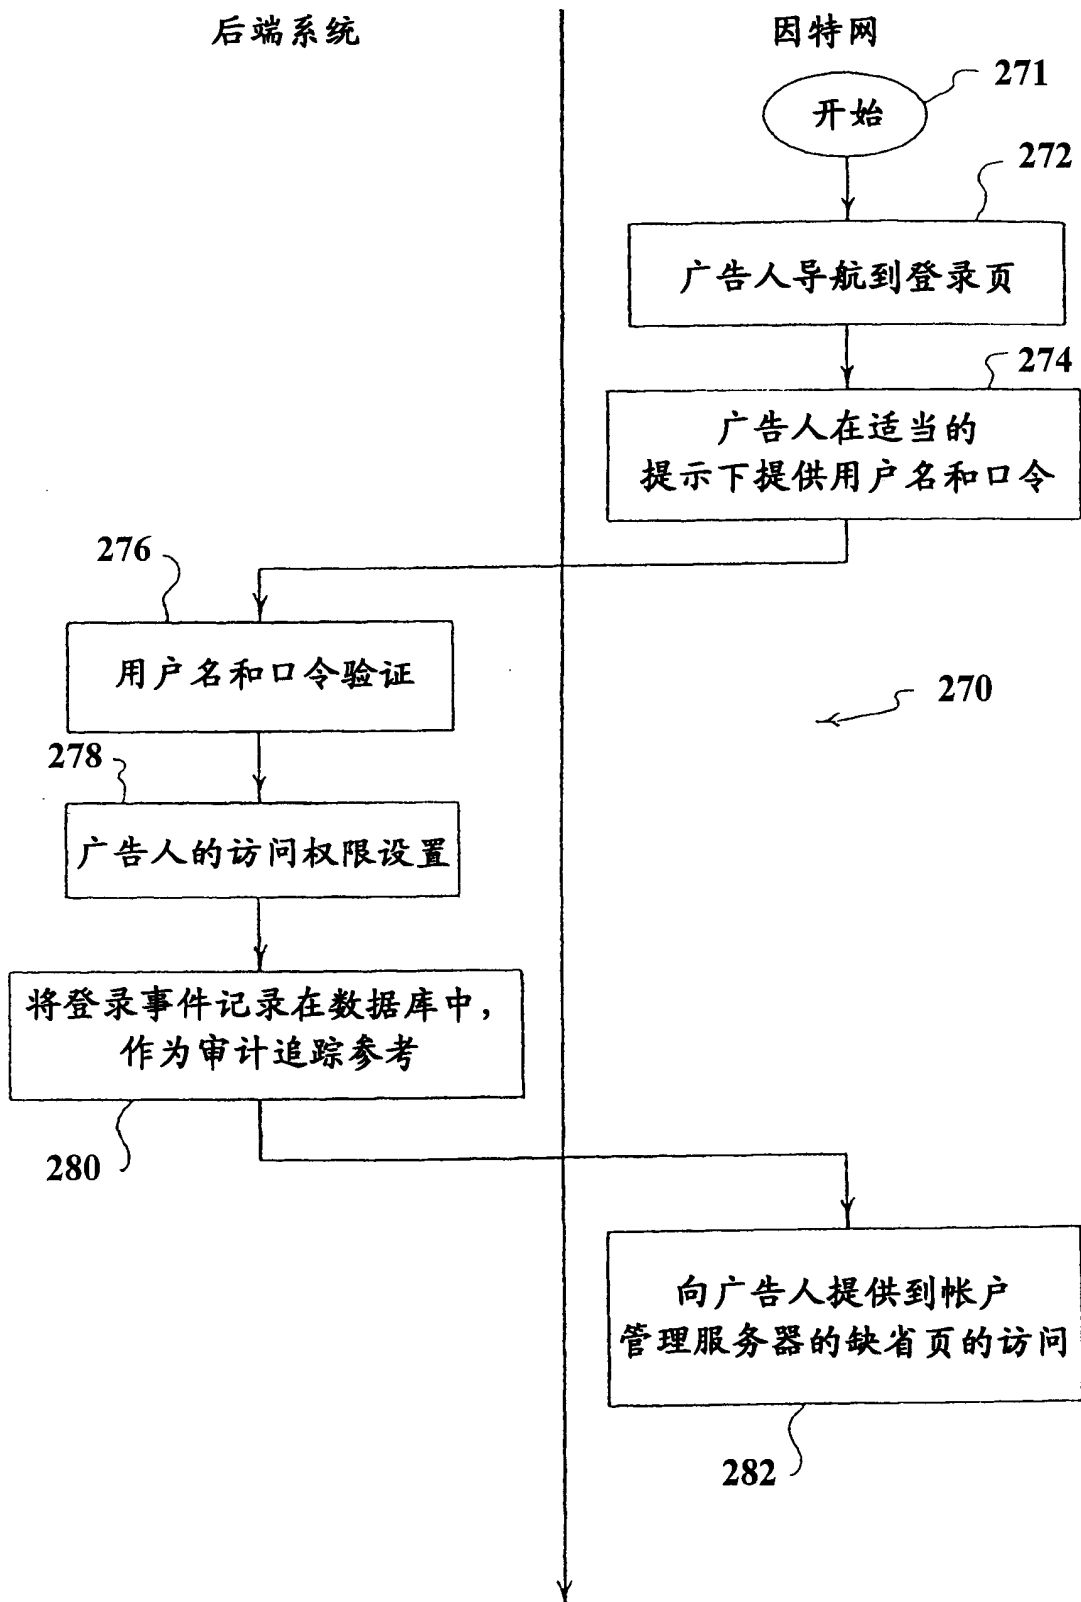 后端系统
因特网
271
开始
272
广告人导航到登录页
274
广告人在适当的
提示下提供用户名和口令
276
用户名和口令验证
270
278
广告人的访问权限设置
将登录事件记录在数据库中，
作为审计追踪参考
280
向广告人提供到帐户
管理服务器的缺省页的访问
282